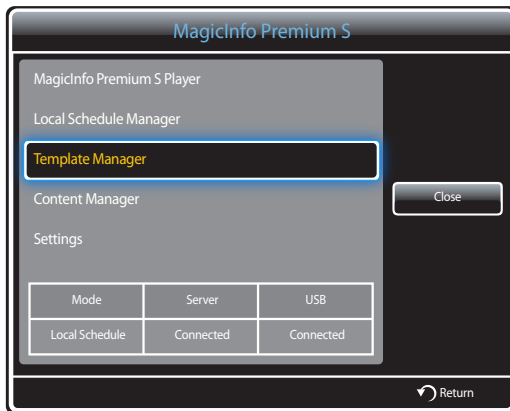 MagicInfo Premium S
MagicInfo Premium S Player
Local Schedule Manager
Template Manager
Content Manager
Close
Settings
Mode Server USB
Local Schedule Connected Connected
Return